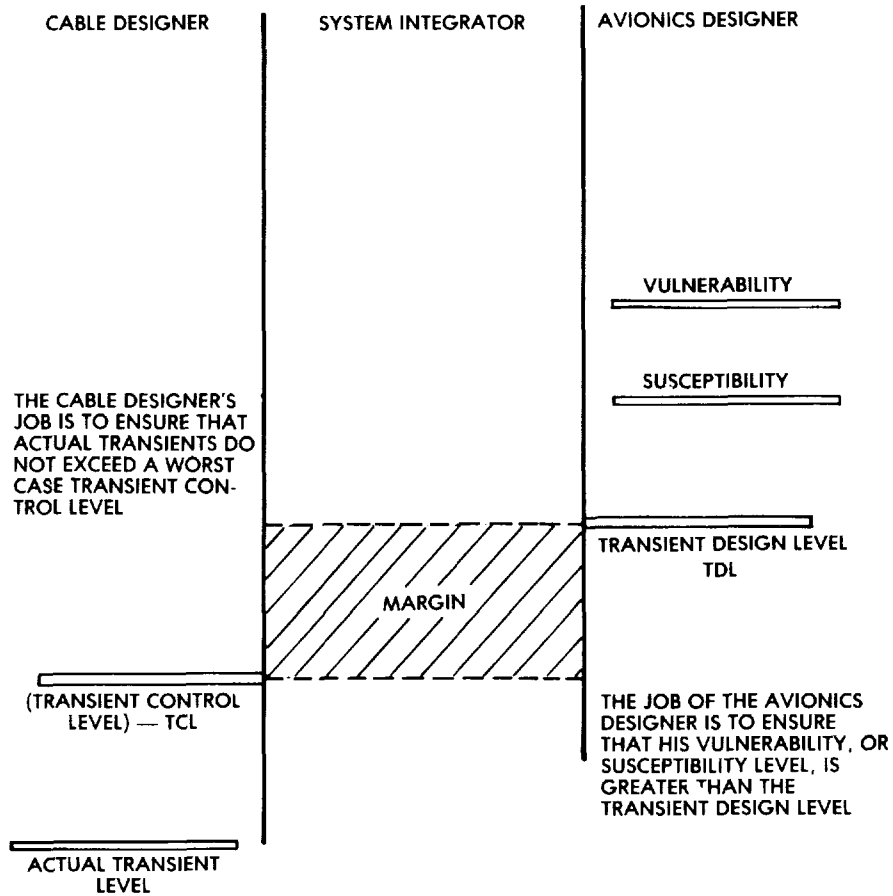 CABLE DESIGNER
SYSTEM INTEGRATOR
AVIONICS DESIGNER
VULNERABILITY
SUSCEPTIBILITY
THE CABLE DESIGNER'S
JOB IS TO ENSURE THAT
ACTUAL TRANSIENTS DO
NOT EXCEED A WORST
CASE TRANSIENT CON-
TROL LEVEL
TRANSIENT DESIGN LEVEL
TDL
MARGIN
(TRANSIENT CONTROL
LEVEL) — TCL
THE JOB OF THE AVIONICS
DESIGNER IS TO ENSURE
THAT HIS VULNERABILITY, OR
SUSCEPTIBILITY LEVEL, IS
GREATER THAN THE
TRANSIENT DESIGN LEVEL
ACTUAL TRANSIENT
LEVEL